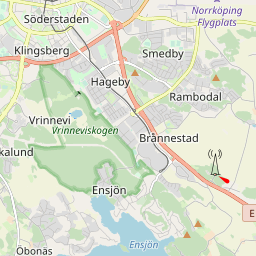 Söderstaden
Norrköping
Flygplats
Klingsberg
Smedby
Hageby
Rambodal
Vrinnevi
Vrinneviskogen
Brånnestad
kalund
Ensjön
E
Obonäs
Ensjön